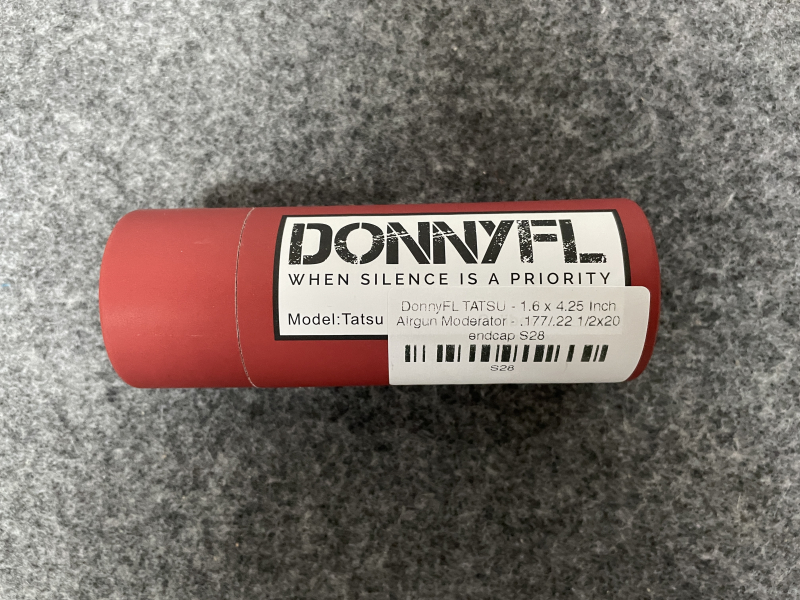 DONNYFL
WHEN SILENCE IS A PRIORITY
Model:Tatsu
DonnyFL TATSU - 1.6 x 4.25 Inch
Airgun Moderator - .177/.22 1/2x20
endcap S28
S28